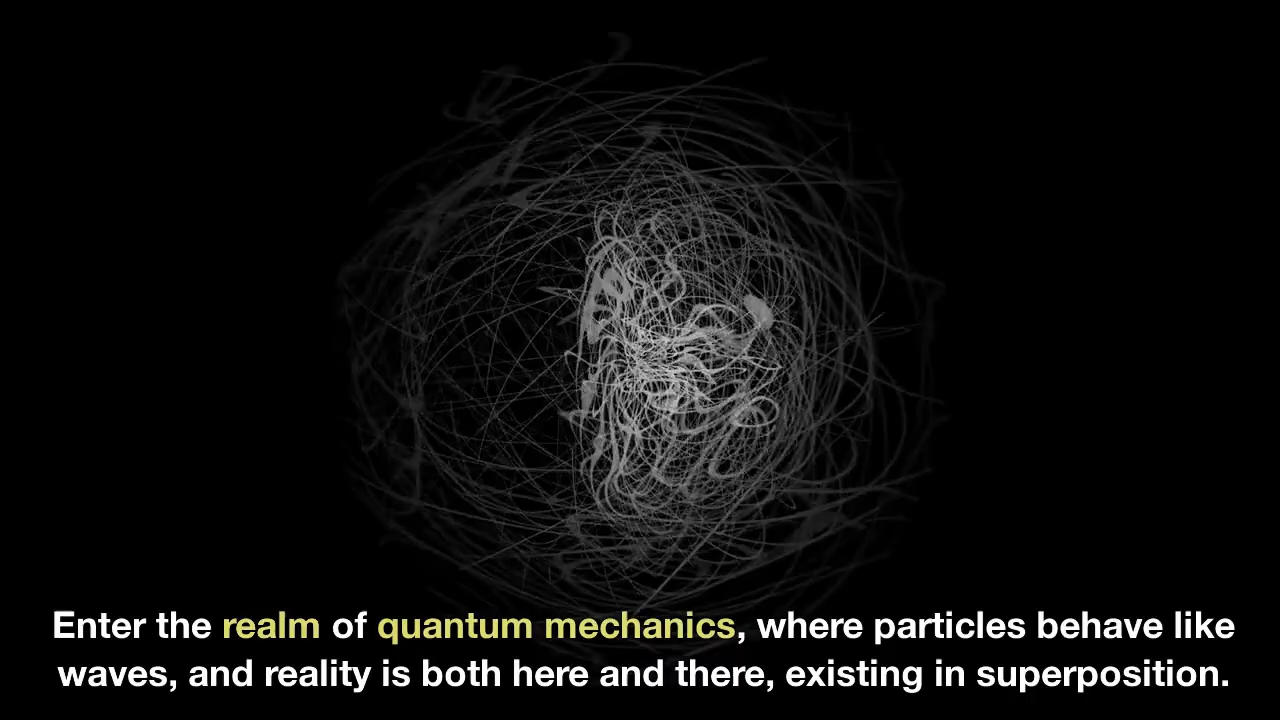 Enter the realm of quantum mechanics, where particles behave like
waves, and reality is both here and there, existing in superposition.